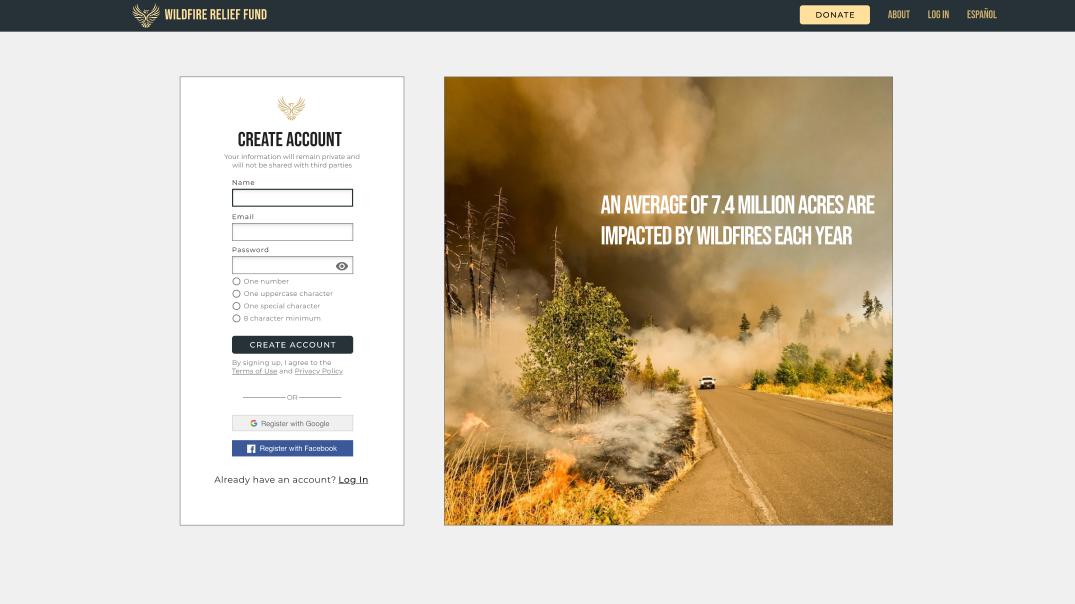 WILDFIRE RELIEF FUND
DONATE
ABOUT
LOG IN
ESPAÑOL
CREATE ACCOUNT
Your information will remain private and
will not be shared with third parties
Name
Email
Password
One number
One uppercase character
One special character
8 character minimum
CREATE ACCOUNT
By signing up, I agree to the
Terms of Use and Privacy Policy
OR
Register with Google
Register with Facebook
Already have an account? Log In
AN AVERAGE OF 7.4 MILLION ACRES ARE
IMPACTED BY WILDFIRES EACH YEAR